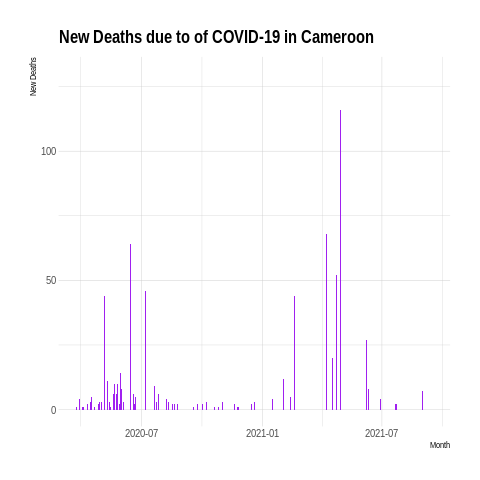 New Deaths due to of COVID-19 in Cameroon
New Deaths
100
50
0
2020-07
2021-01
2021-07
Month